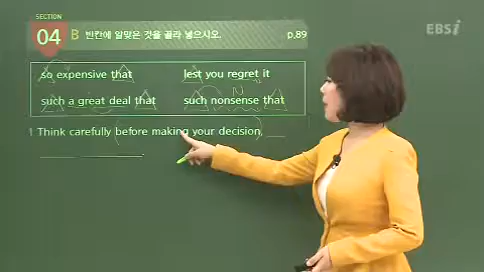 SECTION
04 B 빈칸에 알맞은 것을 골라 넣으시오. p.89
EBSi
so expensive that lest you regret it
such a great deal that such nonsense that
N
1 Think carefully (before making your decision),